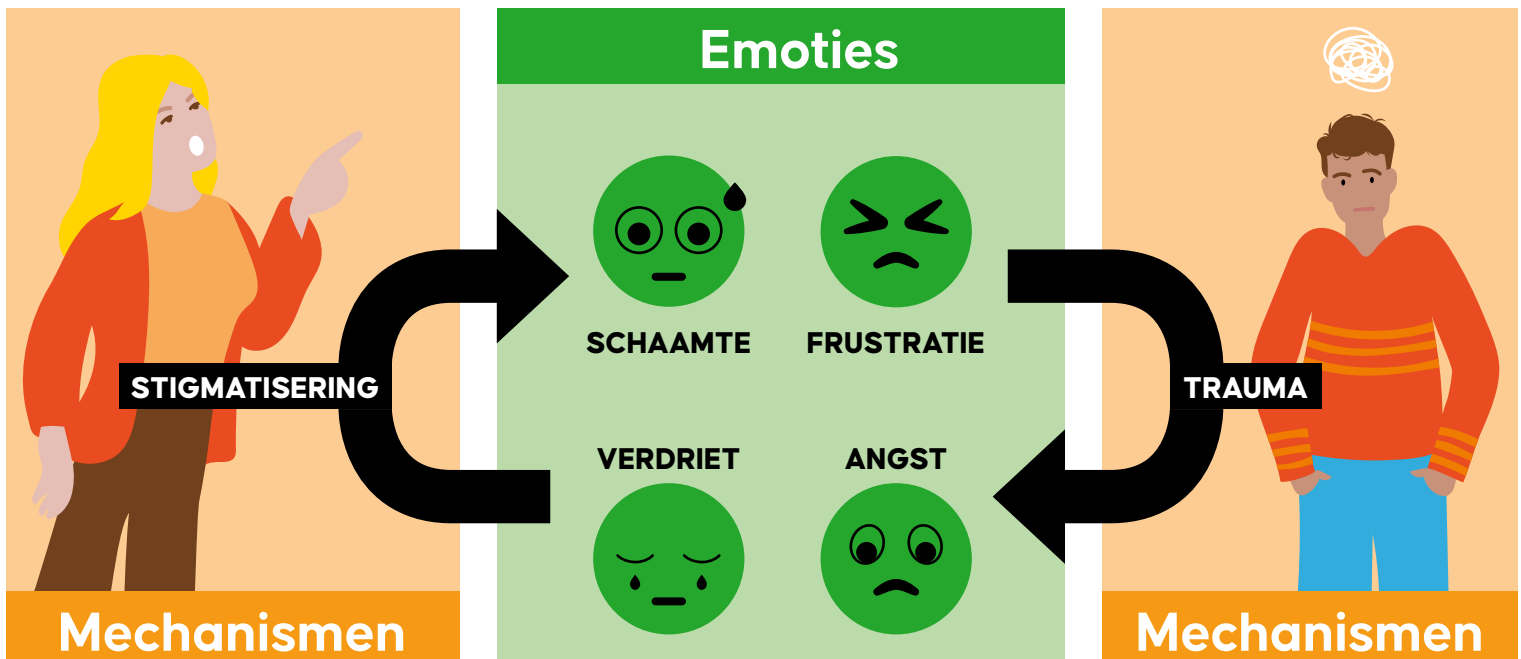 Emoties
SCHAAMTE
FRUSTRATIE
STIGMATISERING
TRAUMA
VERDRIET
ANGST
Mechanismen
Mechanismen